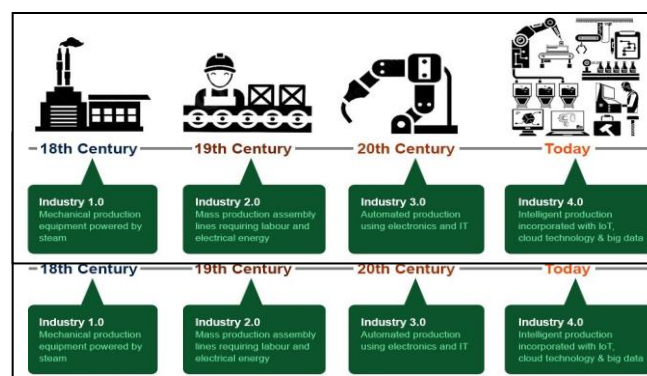 18th Century 19th Century 20th Century Today
Industry 1.0
Mechanical production
equipment powered by
steam
Industry 2.0
Mass production assembly
lines requiring labour and
electrical energy
Industry 3.0
Automated production
using electronics and IT
Industry 4.0
Intelligent production
incorporated with IoT,
cloud technology & big data
18th Century 19th Century 20th Century Today
Industry 1.0
Mechanical production
equipment powered by
steam
Industry 2.0
Mass production assembly
lines requiring labour and
electrical energy
Industry 3.0
Automated production
using electronics and IT
Industry 4.0
Intelligent production
incorporated with IoT,
cloud technology & big data